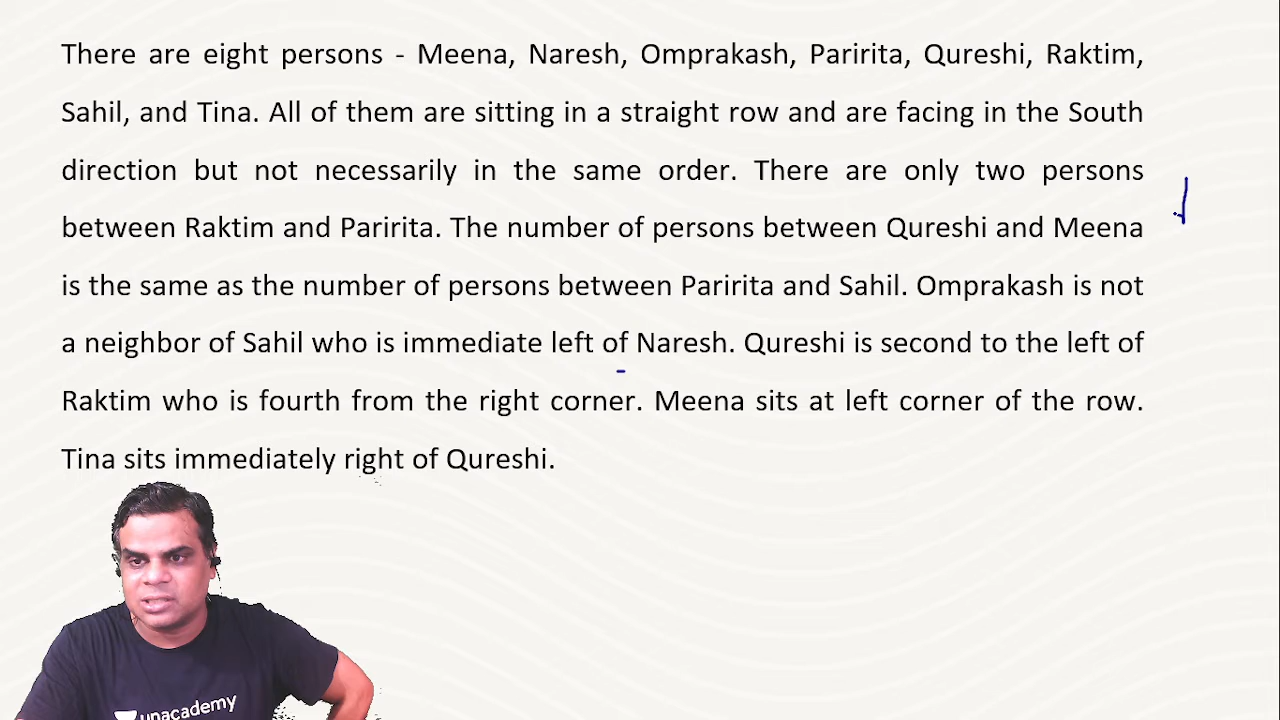 There are eight persons - Meena, Naresh, Omprakash, Paririta, Qureshi, Raktim,
Sahil, and Tina. All of them are sitting in a straight row and are facing in the South
direction but not necessarily in the same order. There are only two persons
between Raktim and Paririta. The number of persons between Qureshi and Meena
is the same as the number of persons between Paririta and Sahil. Omprakash is not
a neighbor of Sahil who is immediate left of Naresh. Qureshi is second to the left of
Raktim who is fourth from the right corner. Meena sits at left corner of the row.
Tina sits immediately right of Qureshi.
unacademy